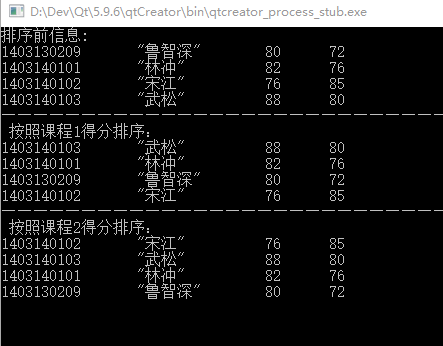 D:\Dev\Qt\5.9.6\qtCreator\bin\qtcreator_process_stub.exe
排序前信息:
1403130209 "鲁智深" 80 72
1403140101 "林冲" 82 76
1403140102 "宋江" 76 85
1403140103 "武松" 88 80
按照课程1得分排序:
1403140103 "武松" 88 80
1403140101 "林冲" 82 76
1403130209 "鲁智深" 80 72
1403140102 "宋江" 76 85
按照课程2得分排序:
1403140102 "宋江" 76 85
1403140103 "武松" 88 80
1403140101 "林冲" 82 76
1403130209 "鲁智深" 80 72